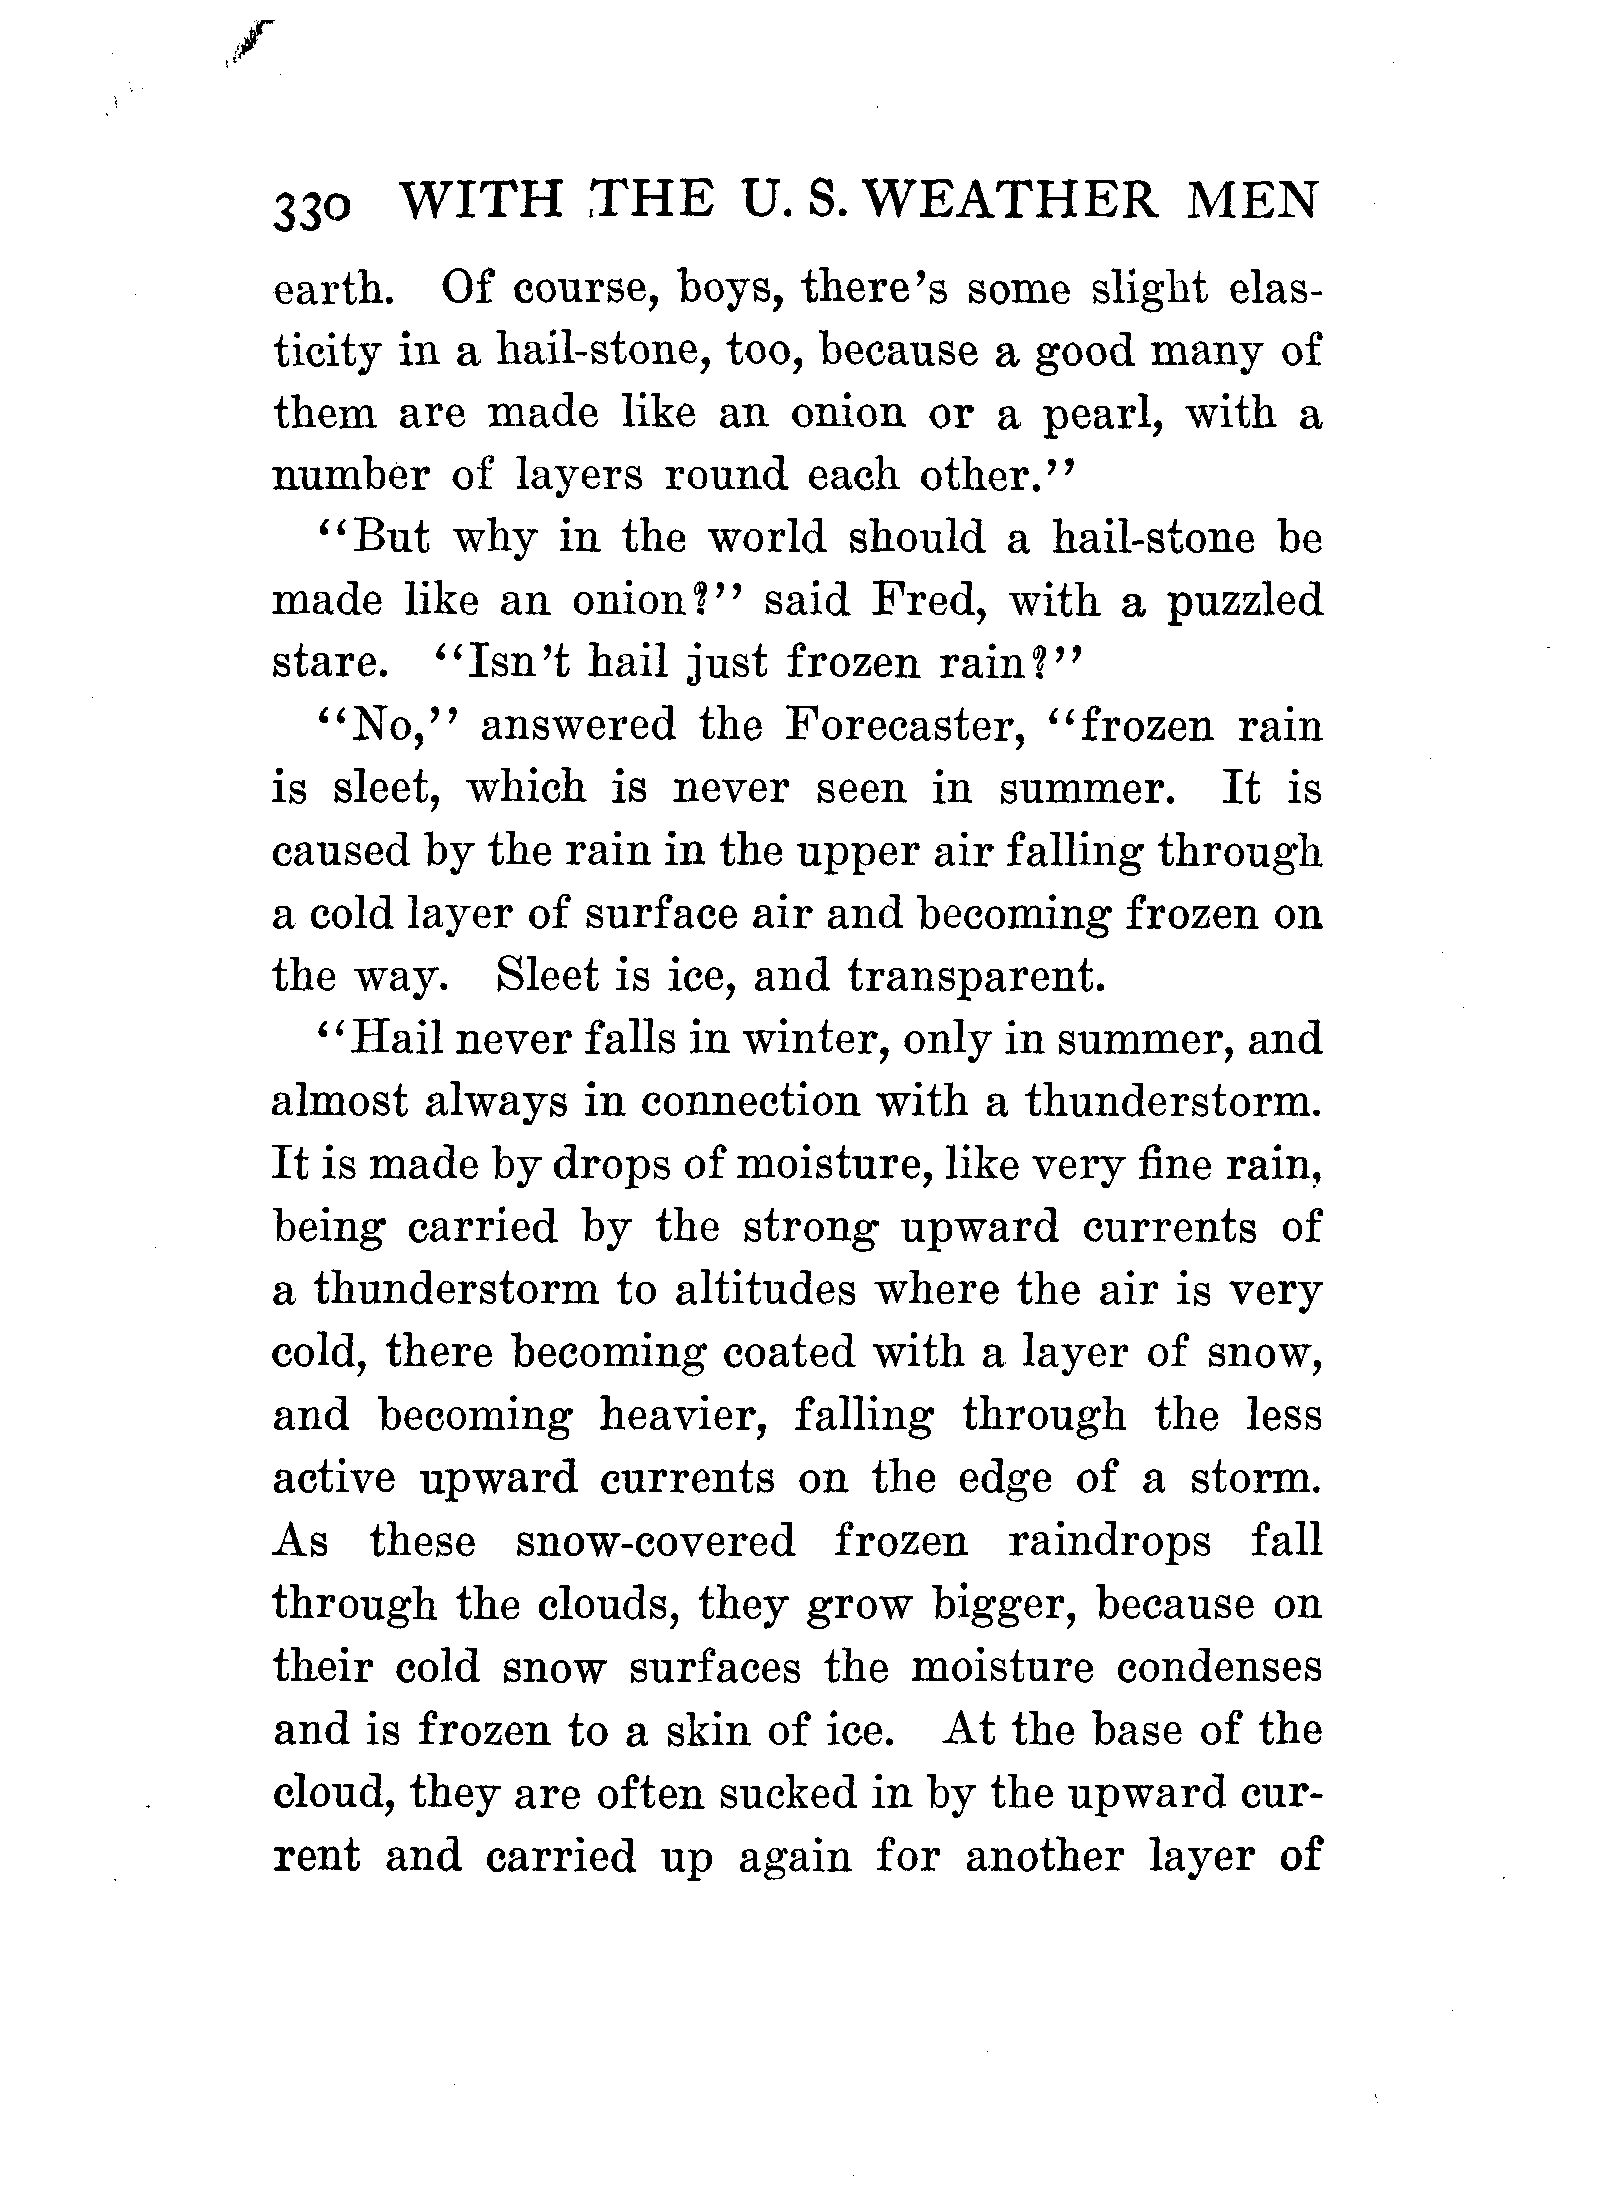 330 WITH THE U. S. WEATHER MEN
earth. Of course, boys, there's some slight elas-
ticity in a hail-stone, too, because a good many of
them are made like an onion or a pearl, with a
number of layers round each other.''
''But why in the world should a hail-stone be
made like an onion?'' said Fred, with a puzzled
stare. ''Isn't hail just frozen rain?''
''No,'' answered the Forecaster, ''frozen rain
is sleet, which is never seen in summer. It is
caused by the rain in the upper air falling through
a cold layer of surface air and becoming frozen on
the way. Sleet is ice, and transparent.
''Hail never falls in winter, only in summer, and
almost always in connection with a thunderstorm.
It is made by drops of moisture, like very fine rain,
being carried by the strong upward currents of
a thunderstorm to altitudes where the air is very
cold, there becoming coated with a layer of snow,
and becoming heavier, falling through the less
active upward currents on the edge of a storm.
As these snow-covered frozen raindrops fall
through the clouds, they grow bigger, because on
their cold snow surfaces the moisture condenses
and is frozen to a skin of ice. At the base of the
cloud, they are often sucked in by the upward cur-
rent and carried up again for another layer of